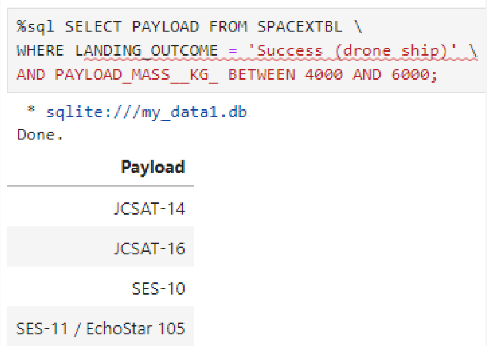 %sql SELECT PAYLOAD FROM SPACEXTBL \
WHERE LANDING_OUTCOME = 'Success (drone ship)' \
AND PAYLOAD_MASS__KG_ BETWEEN 4000 AND 6000;
* sqlite:///my_data1.db
Done.
Payload
JCSAT-14
JCSAT-16
SES-10
SES-11 / EchoStar 105